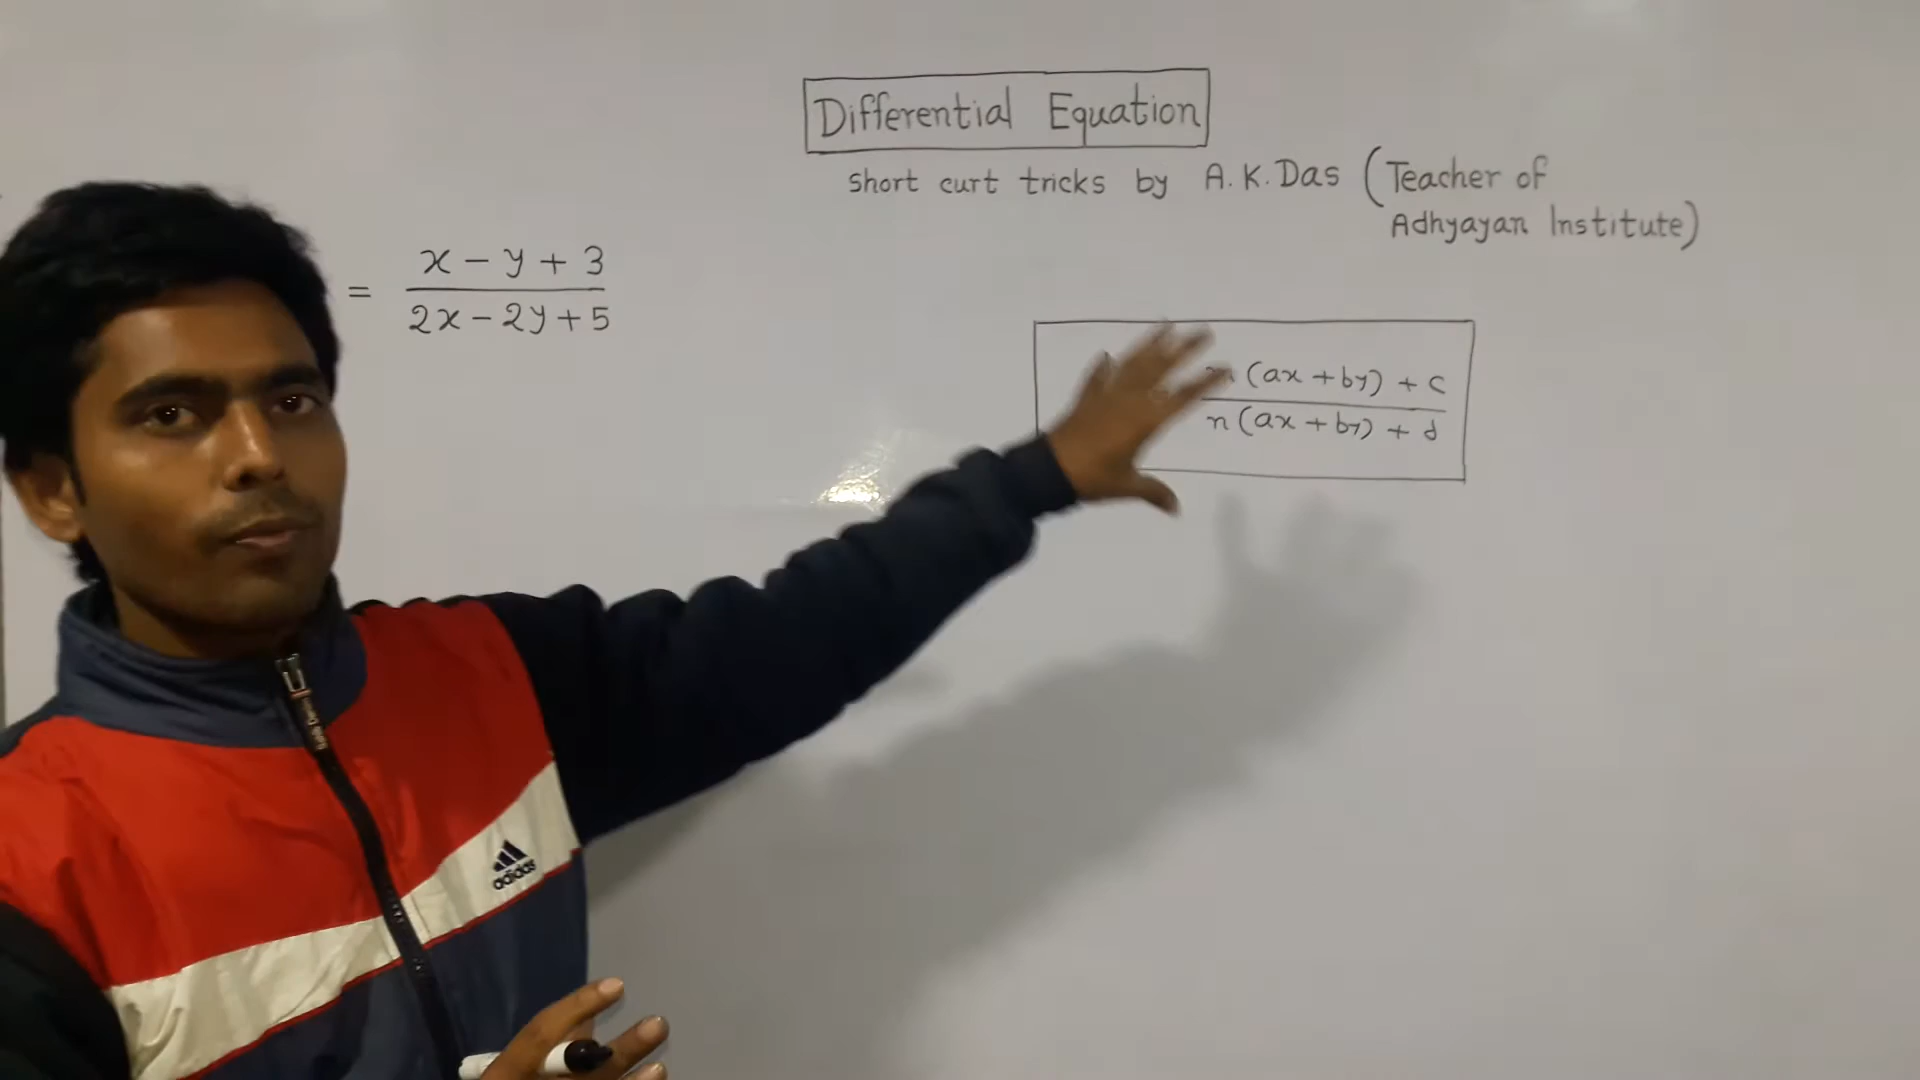 Differential Equation
Short curt tricks by A.K.Das (Teacher of
Adhyayan Institute)
= x - y + 3
2x - 2y + 5
(ax + by) + c
n (ax + by) + d
adidas